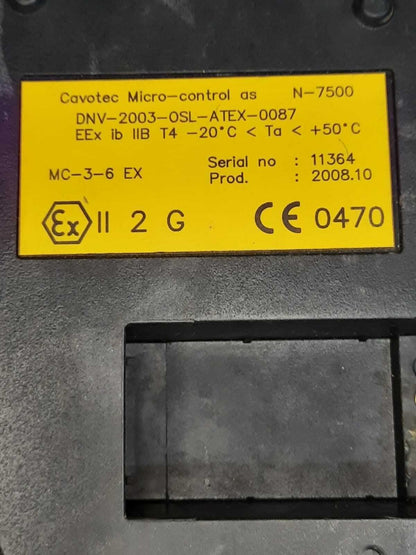 Cavotec Micro-control as N-7500
DNV-2003-OSL-ATEX-0087
EEx ib IIB T4 -20°C < Ta < +50°C
Serial no : 11364
MC-3-6 EX Prod. : 2008.10
Ex II 2 G CE 0470